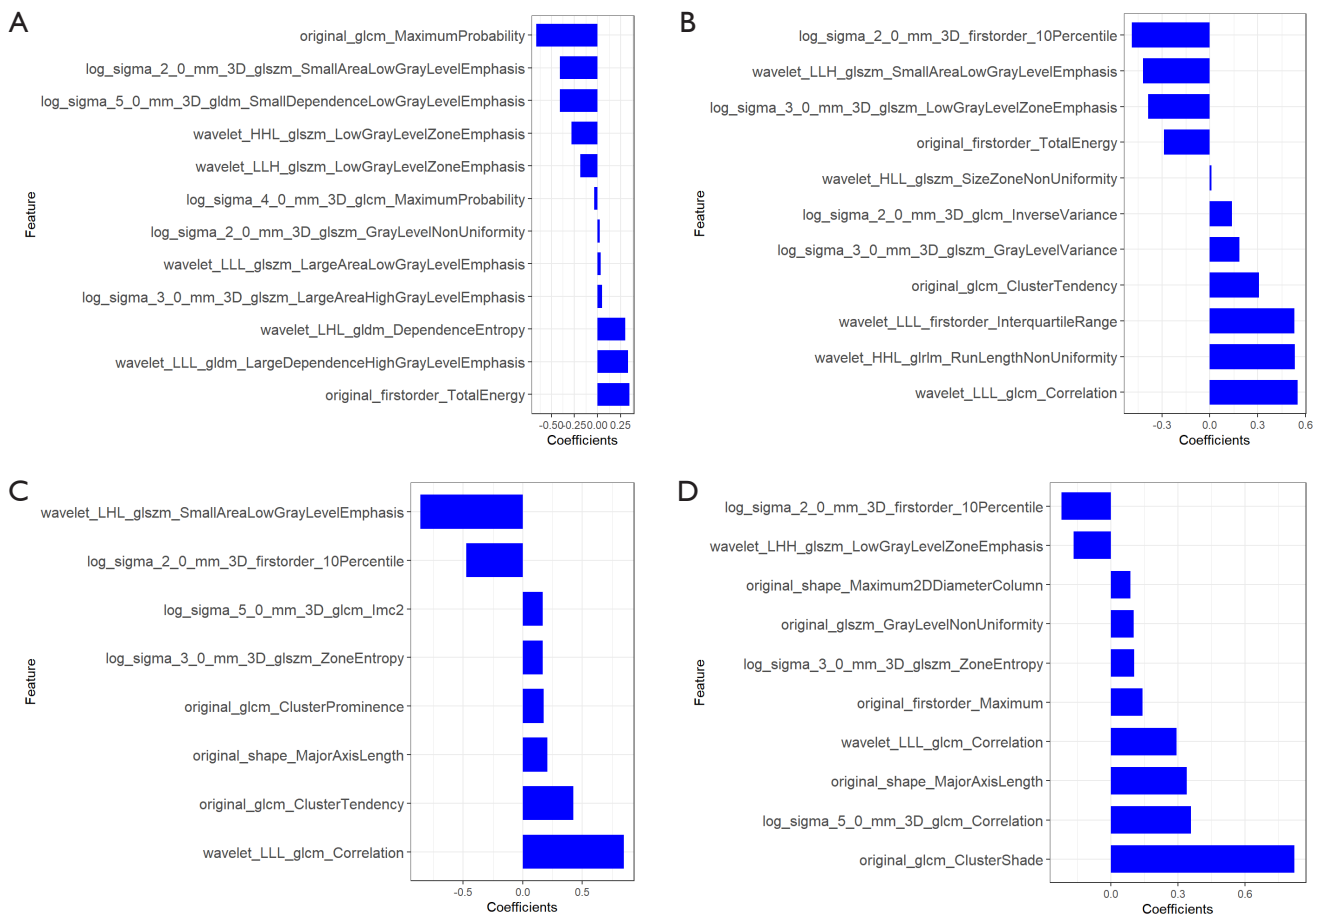 A
original_glcm_MaximumProbability
log_sigma_2_0_mm_3D_glszm_SmallAreaLowGrayLevelEmphasis
log_sigma_5_0_mm_3D_gldm_SmallDependenceLowGrayLevelEmphasis
wavelet_HHL_glszm_LowGrayLevelZoneEmphasis
wavelet_LLH_glszm_LowGrayLevelZoneEmphasis
log_sigma_4_0_mm_3D_glcm_MaximumProbability
log_sigma_2_0_mm_3D_glszm_GrayLevelNonUniformity
wavelet_LLL_glszm_LargeAreaLowGrayLevelEmphasis
log_sigma_3_0_mm_3D_glszm_LargeAreaHighGrayLevelEmphasis
wavelet_LHL_gldm_DependenceEntropy
wavelet_LLL_gldm_LargeDependenceHighGrayLevelEmphasis
original_firstorder_TotalEnergy
Feature
-0.50 -0.25 0.00 0.25
Coefficients
B
log_sigma_2_0_mm_3D_firstorder_10Percentile
wavelet_LLH_glszm_SmallAreaLowGrayLevelEmphasis
log_sigma_3_0_mm_3D_glszm_LowGrayLevelZoneEmphasis
original_firstorder_TotalEnergy
wavelet_HLL_glszm_SizeZoneNonUniformity
log_sigma_2_0_mm_3D_glcm_InverseVariance
log_sigma_3_0_mm_3D_glszm_GrayLevelVariance
original_glcm_ClusterTendency
wavelet_LLL_firstorder_InterquartileRange
wavelet_HHL_glrlm_RunLengthNonUniformity
wavelet_LLL_glcm_Correlation
Feature
-0.3 0.0 0.3 0.6
Coefficients
C
wavelet_LHL_glszm_SmallAreaLowGrayLevelEmphasis
log_sigma_2_0_mm_3D_firstorder_10Percentile
log_sigma_5_0_mm_3D_glcm_Imc2
log_sigma_3_0_mm_3D_glszm_ZoneEntropy
original_glcm_ClusterProminence
original_shape_MajorAxisLength
original_glcm_ClusterTendency
wavelet_LLL_glcm_Correlation
Feature
-0.5 0.0 0.5
Coefficients
D
log_sigma_2_0_mm_3D_firstorder_10Percentile
wavelet_LHH_glszm_LowGrayLevelZoneEmphasis
original_shape_Maximum2DDiameterColumn
original_glszm_GrayLevelNonUniformity
log_sigma_3_0_mm_3D_glszm_ZoneEntropy
original_firstorder_Maximum
wavelet_LLL_glcm_Correlation
original_shape_MajorAxisLength
log_sigma_5_0_mm_3D_glcm_Correlation
original_glcm_ClusterShade
Feature
0.0 0.3 0.6
Coefficients